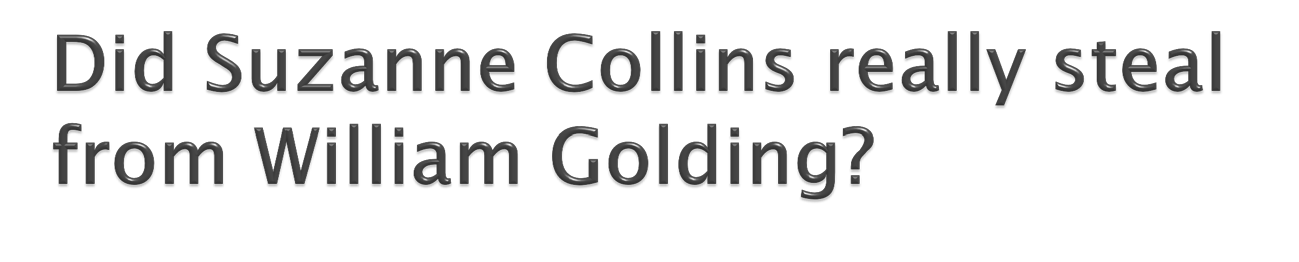 Did Suzanne Collins really steal
from William Golding?